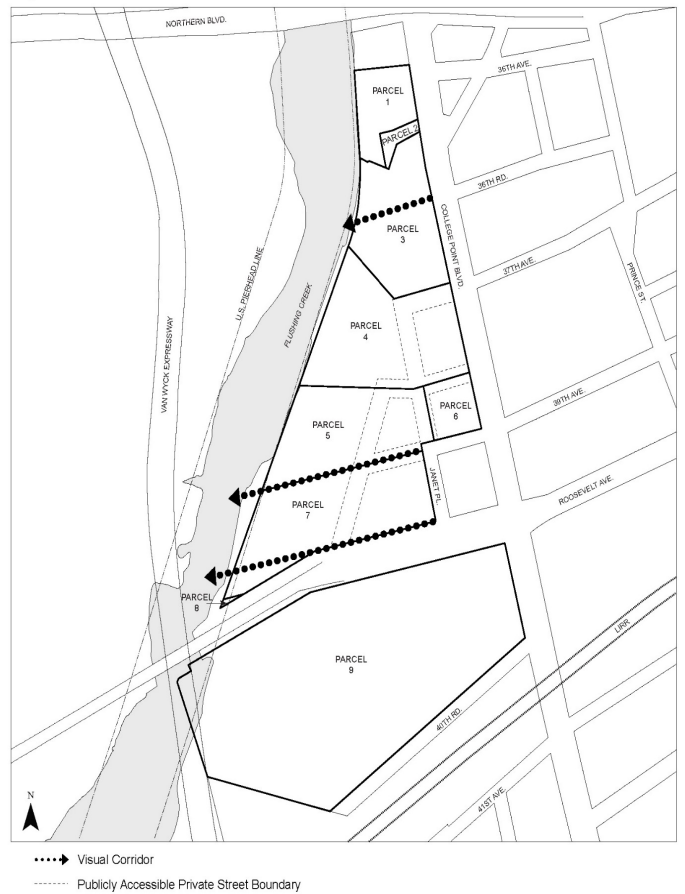 NORTHERN BLVD.
36TH AVE.
PARCEL
1
PARCEL 2
36TH RD.
COLLEGE POINT BLVD.
PARCEL
3
37TH AVE.
PRINCE ST.
U.S. PIERHEAD LINE
FLUSHING CREEK
VAN WYCK EXPRESSWAY
PARCEL
4
39TH AVE.
PARCEL
6
PARCEL
5
JANET PL.
ROOSEVELT AVE.
PARCEL
7
PARCEL
8
LIRR
PARCEL
9
40TH RD.
41ST AVE.
N
Visual Corridor
Publicly Accessible Private Street Boundary